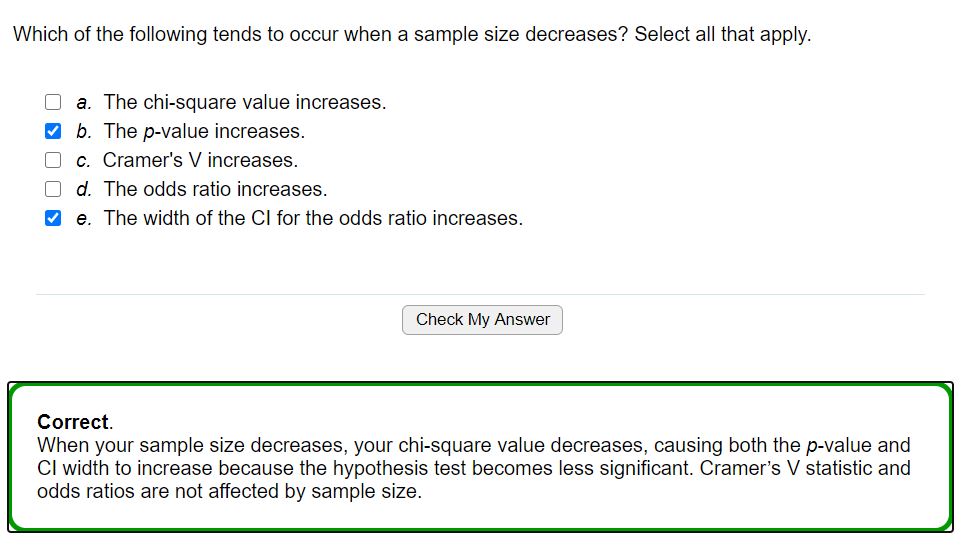 Which of the following tends to occur when a sample size decreases? Select all that apply.
a. The chi-square value increases.
b. The p-value increases.
c. Cramer's V increases.
d. The odds ratio increases.
e. The width of the CI for the odds ratio increases.
Check My Answer
Correct.
When your sample size decreases, your chi-square value decreases, causing both the p-value and
CI width to increase because the hypothesis test becomes less significant. Cramer’s V statistic and
odds ratios are not affected by sample size.